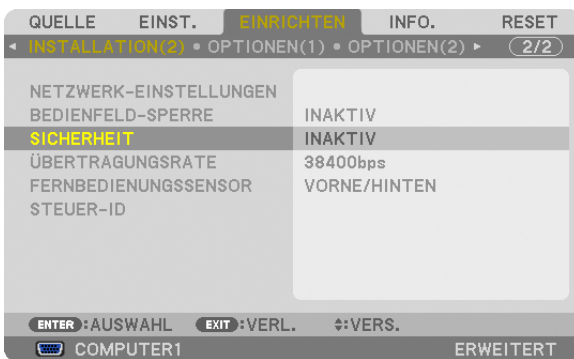 QUELLE EINST. EINRICHTEN INFO. RESET
◂ INSTALLATION(2) • OPTIONEN(1) • OPTIONEN(2) ▸ 2/2
NETZWERK-EINSTELLUNGEN
BEDIENFELD-SPERRE INAKTIV
SICHERHEIT INAKTIV
ÜBERTRAGUNGSRATE 38400bps
FERNBEDIENUNGSSENSOR VORNE/HINTEN
STEUER-ID
ENTER :AUSWAHL EXIT :VERL. ♦:VERS.
COMPUTER1 ERWEITERT